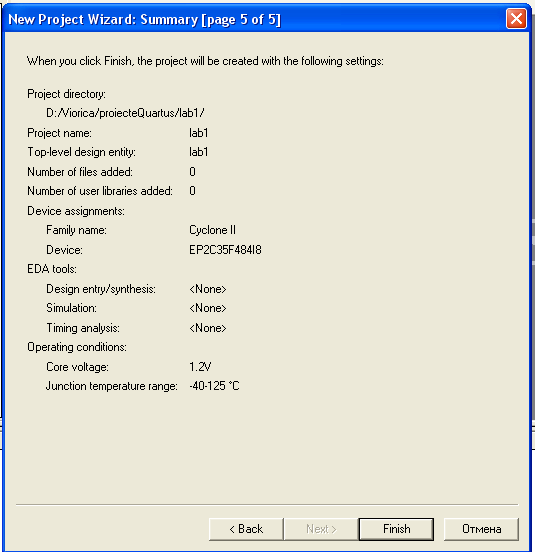 New Project Wizard: Summary [page 5 of 5]
When you click Finish, the project will be created with the following settings:
Project directory:
D:/Viorica/proiecteQuartus/lab1/
Project name: lab1
Top-level design entity: lab1
Number of files added: 0
Number of user libraries added: 0
Device assignments:
Family name: Cyclone II
Device: EP2C35F484I8
EDA tools:
Design entry/synthesis: <None>
Simulation: <None>
Timing analysis: <None>
Operating conditions:
Core voltage: 1.2V
Junction temperature range: -40-125 °C
< Back Next > Finish Отмена